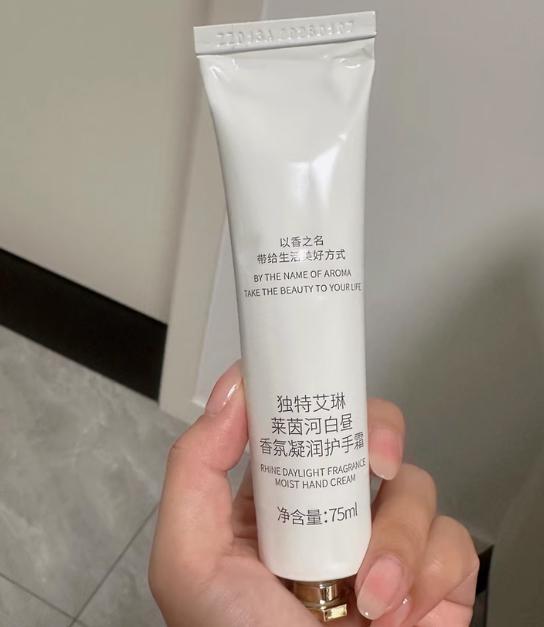 ZZ013A 20260107
以香之名
带给生活美好方式
BY THE NAME OF AROMA
TAKE THE BEAUTY TO YOUR LIFE
独特艾琳
莱茵河白昼
香氛凝润护手霜
RHINE DAYLIGHT FRAGRANCE
MOIST HAND CREAM
净含量:75ml